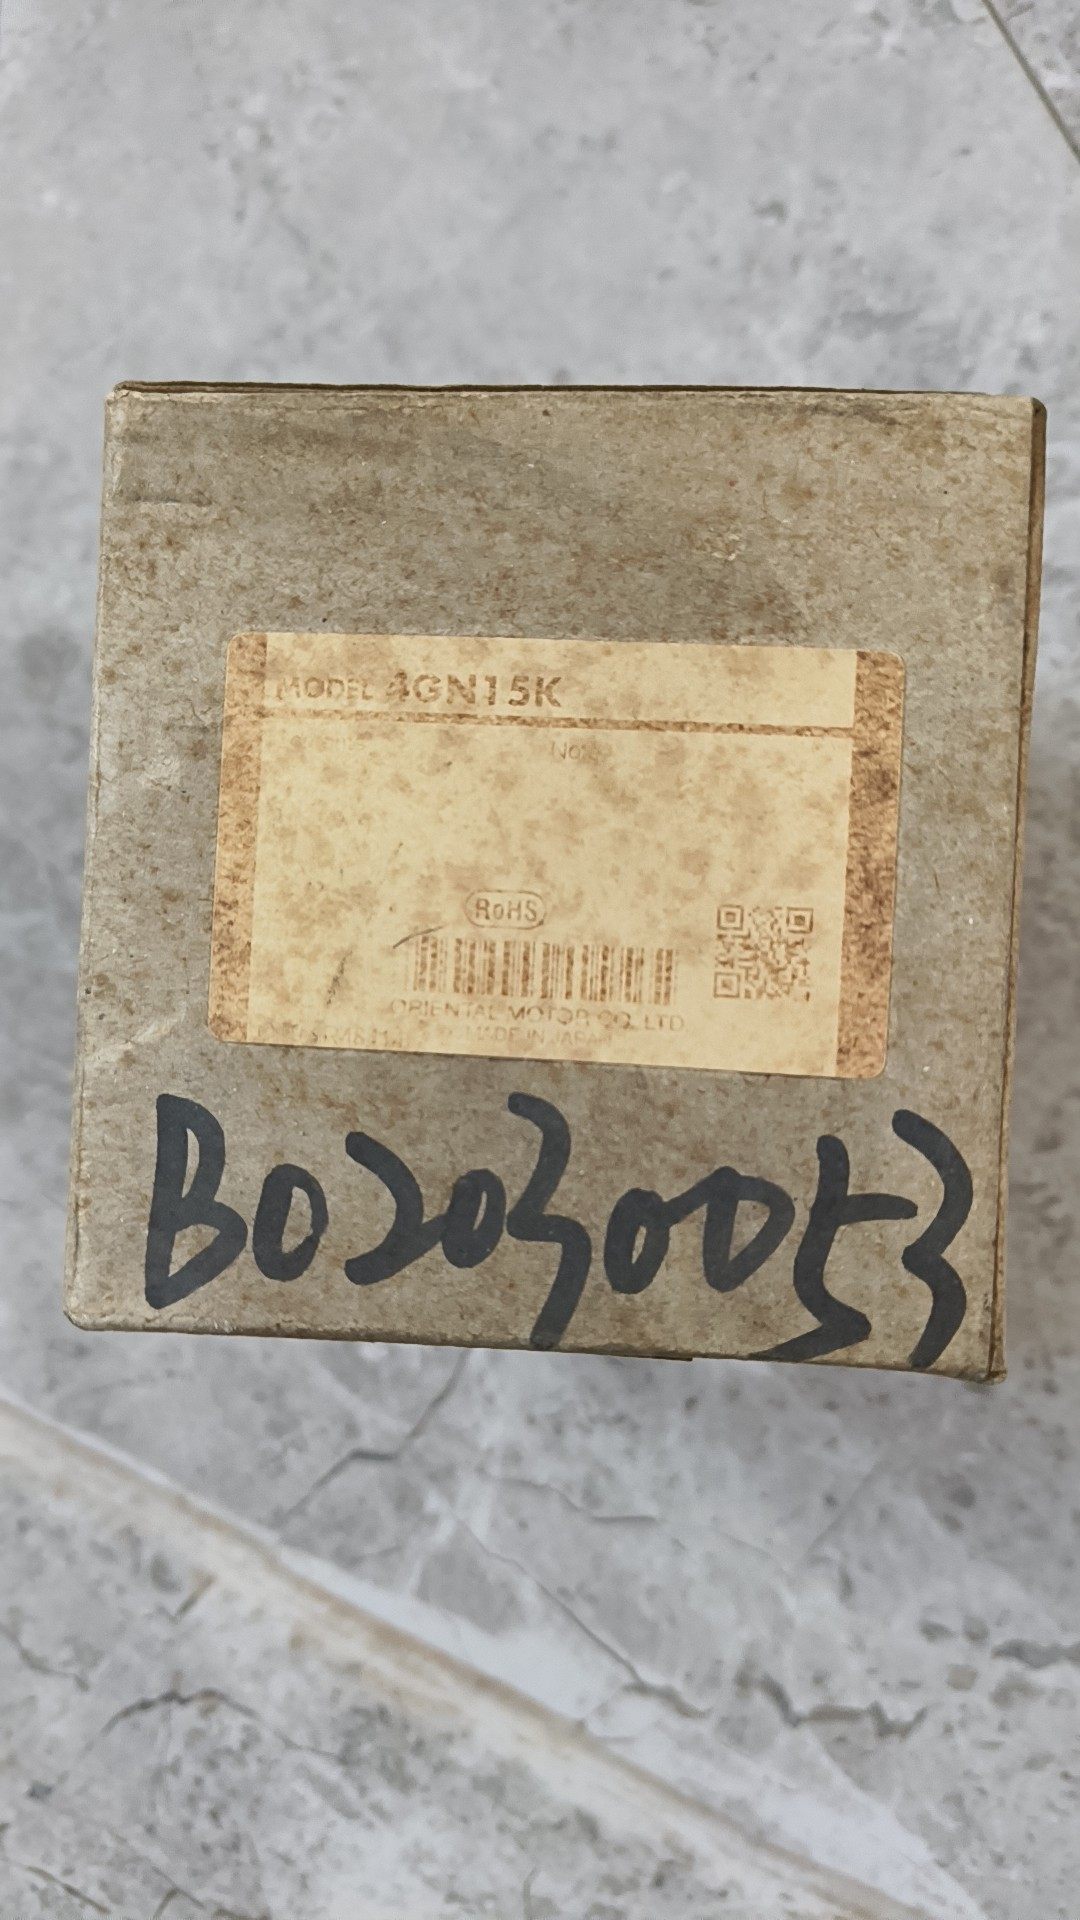 MODEL 4GN15K
No.
RoHS
ORIENTAL MOTOR CO., LTD.
MADE IN JAPAN
B02030053